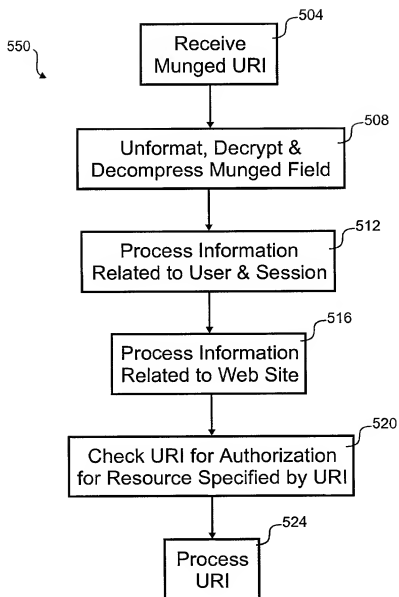 504
Receive
Munged URI
550
508
Unformat, Decrypt &
Decompress Munged Field
512
Process Information
Related to User & Session
516
Process Information
Related to Web Site
520
Check URI for Authorization
for Resource Specified by URI
524
Process
URI